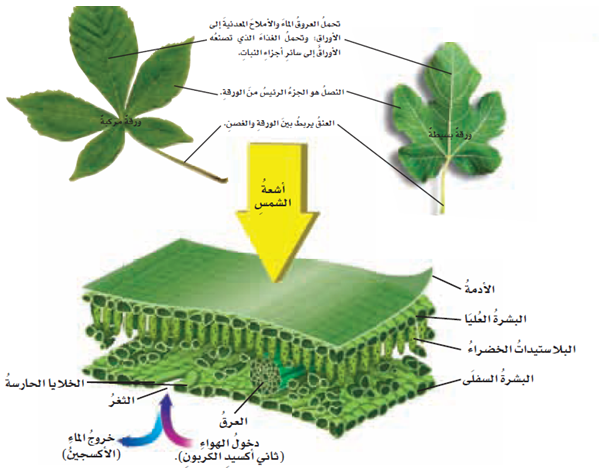 تحملُ العروقُ الماءَ والأملاحَ المعدنيةَ إلى
الأوراقِ: وتحملُ الغذاءَ الذي تصنعُه
الأوراقُ إلى سائرِ أجزاءِ النباتِ.
ورقةٌ مركبةٌ
النصلُ هو الجزءُ الرئيسُ منَ الورقةِ.
ورقةٌ بسيطةٌ
العنقُ يربطُ بينَ الورقةِ والغصنِ.
أشعةُ
الشمسِ
الأدمةُ
البشرةُ العُليَا
البلاستيداتُ الخضراءُ
البشرةُ السفلَى
الخلايا الحارسةُ
الثغرُ
العرقُ
دخولُ الهواءِ
(ثاني أكسيدِ الكربونِ).
خروجُ الماءِ
(الأكسجينُ)